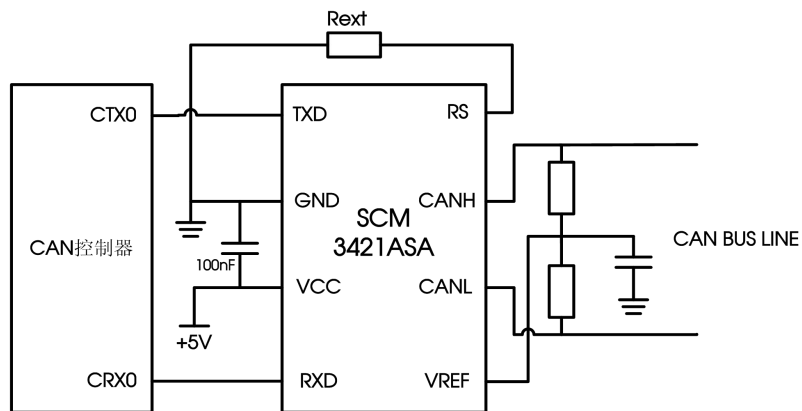 Rext
CTX0
TXD
RS
GND
CANH
SCM
3421ASA
CAN BUS LINE
CAN控制器
100nF
VCC
CANL
+5V
CRX0
RXD
VREF